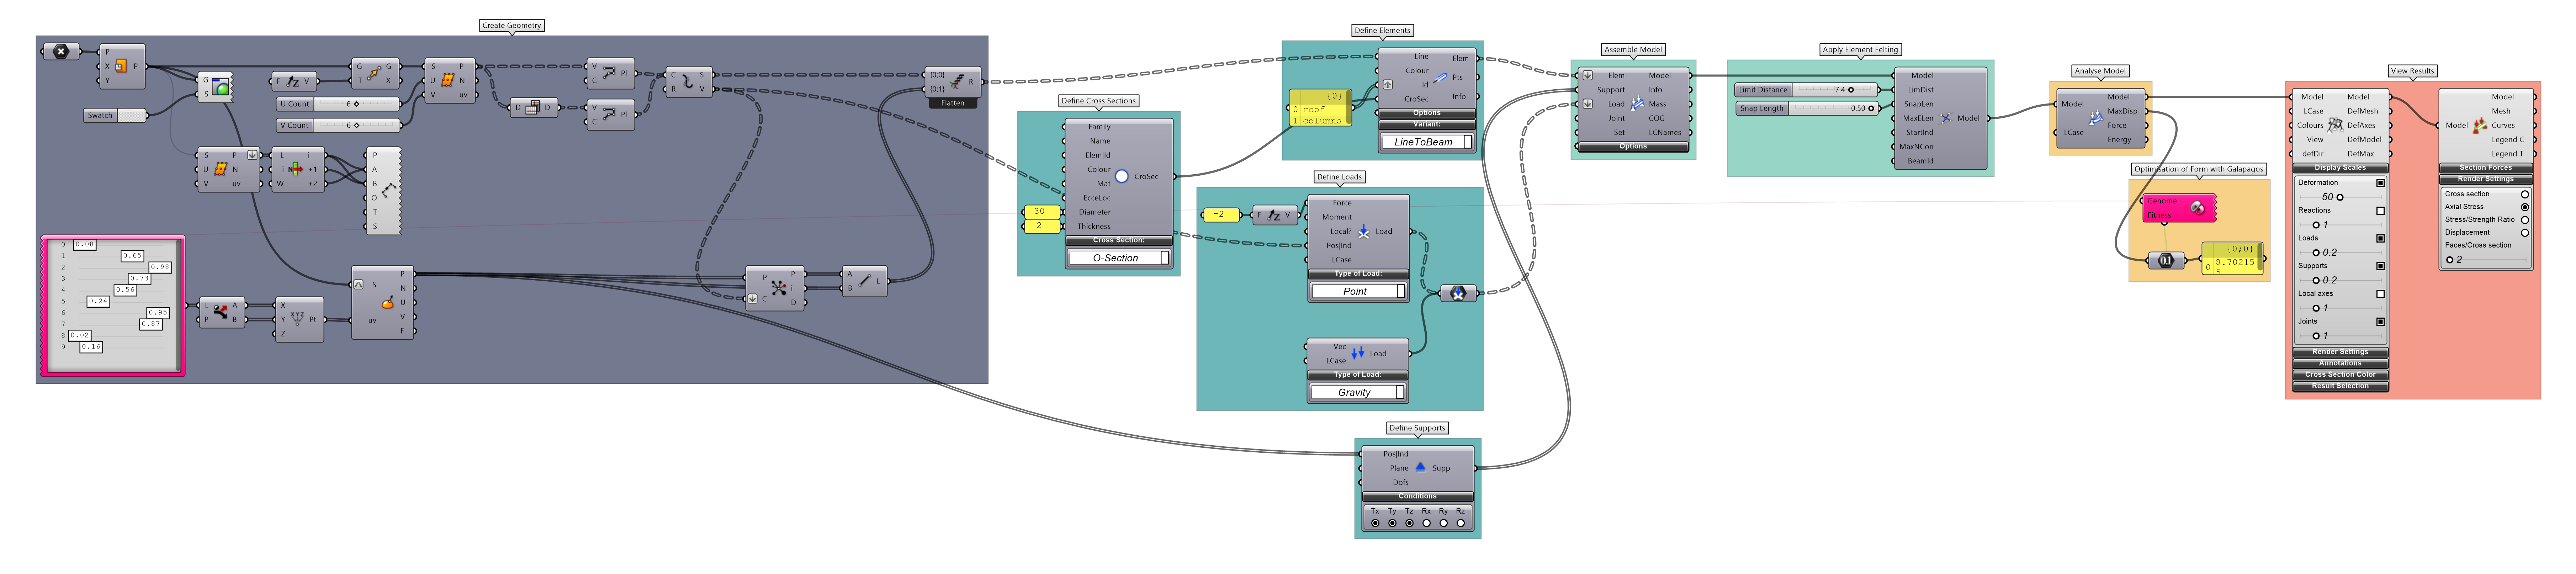 Create Geometry
P
X
Y
P
Swatch
G
S
F
V
U Count
6
V Count
6
G
T
G
X
S
U
V
P
N
uv
D
D
V
C
Pl
V
C
Pl
C
R
S
V
{0;0}
{0;1}
R
Flatten
S
U
V
P
N
uv
L
N
W
i
+1
+2
P
A
B
O
T
S
0 0.08
1 0.65
2 0.98
3 0.73
4 0.56
5 0.24
6 0.95
7 0.87
8 0.02
9 0.16
L
P
A
B
X
Y
Z
XYZ
Pt
S
uv
P
N
U
V
F
P
C
P
i
D
A
B
L
Define Cross Sections
Family
Name
Elem|Id
Colour
Mat
EcceLoc
Diameter
Thickness
CroSec
30
2
Cross Section:
O-Section
Define Elements
{0}
0 roof
1 columns
Line
Colour
Id
CroSec
Elem
Pts
Info
Options
Variant:
LineToBeam
Define Loads
-2
F
V
Force
Moment
Local?
Pos|Ind
LCase
Load
Type of Load:
Point
Vec
LCase
Load
Type of Load:
Gravity
Define Supports
Pos|Ind
Plane
Dofs
Supp
Conditions
Tx Ty Tz Rx Ry Rz
Assemble Model
Elem
Support
Load
Joint
Set
Model
Info
Mass
COG
LCNames
Options
Apply Element Felting
Limit Distance
7.4
Snap Length
0.50
Model
LimDist
SnapLen
MaxELen
StartInd
MaxNCon
BeamId
Model
Analyse Model
Model
LCase
Model
MaxDisp
Force
Energy
Optimisation of Form with Galapagos
Genome
Fitness
0.1
{0;0}
0 8.70215
5
View Results
Model
LCase
Colours
View
defDir
Model
DefMesh
DefAxes
DefModel
DefMax
Display Scales
Deformation
50
Reactions
1
Loads
0.2
Supports
0.2
Local axes
1
Joints
1
Render Settings
Annotations
Cross Section Color
Result Selection
Model
Model
Mesh
Curves
Legend C
Legend T
Section Forces
Render Settings
Cross section
Axial Stress
Stress/Strength Ratio
Displacement
Faces/Cross section
2